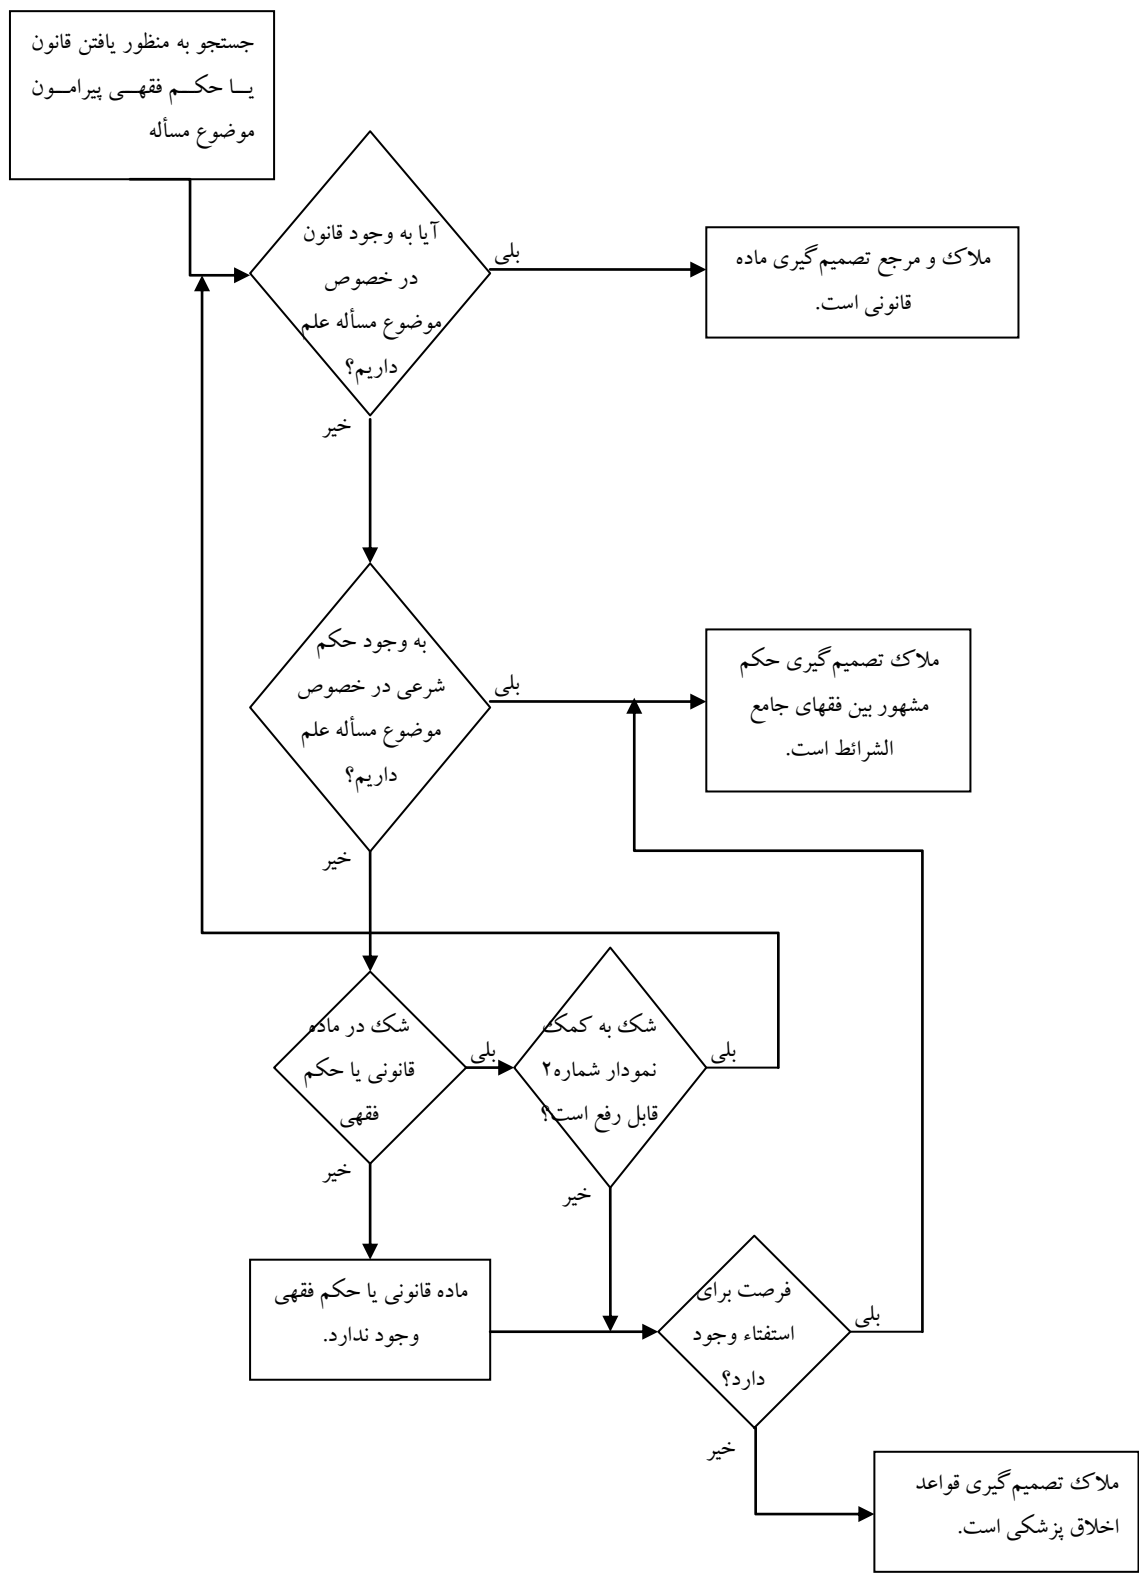 جستجو به منظور یافتن قانون
یا حکم فقهی پیرامون
موضوع مسأله
آیا به وجود قانون
در خصوص
موضوع مسأله علم
داریم؟
بلی
ملاک و مرجع تصمیم‌گیری ماده
قانونی است.
خیر
به وجود حکم
شرعی در خصوص
موضوع مسأله علم
داریم؟
بلی
ملاک تصمیم‌گیری حکم
مشهور بین فقهای جامع
الشرائط است.
خیر
شک در ماده
قانونی یا حکم
فقهی
بلی
شک به کمک
نمودار شماره۲
قابل رفع است؟
بلی
خیر
خیر
ماده قانونی یا حکم فقهی
وجود ندارد.
فرصت برای
استفتاء وجود
دارد؟
بلی
خیر
ملاک تصمیم‌گیری قواعد
اخلاق پزشکی است.